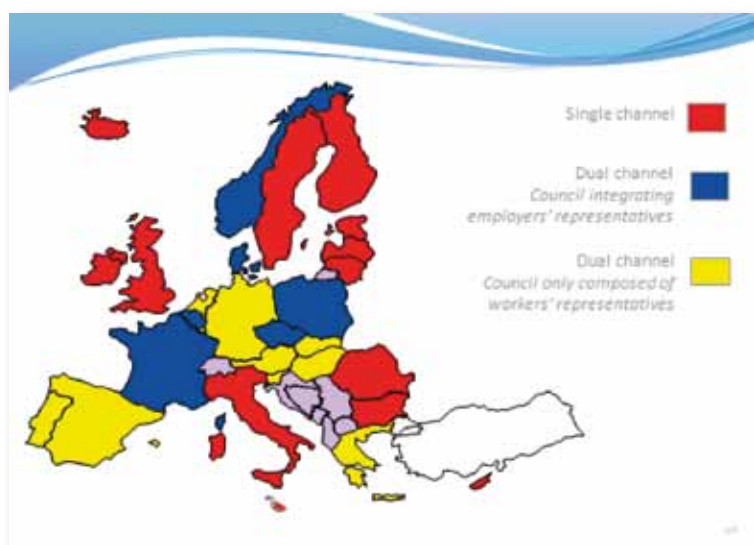 Single channel
Dual channel
Council integrating
employers' representatives
Dual channel
Council only composed of
workers' representatives